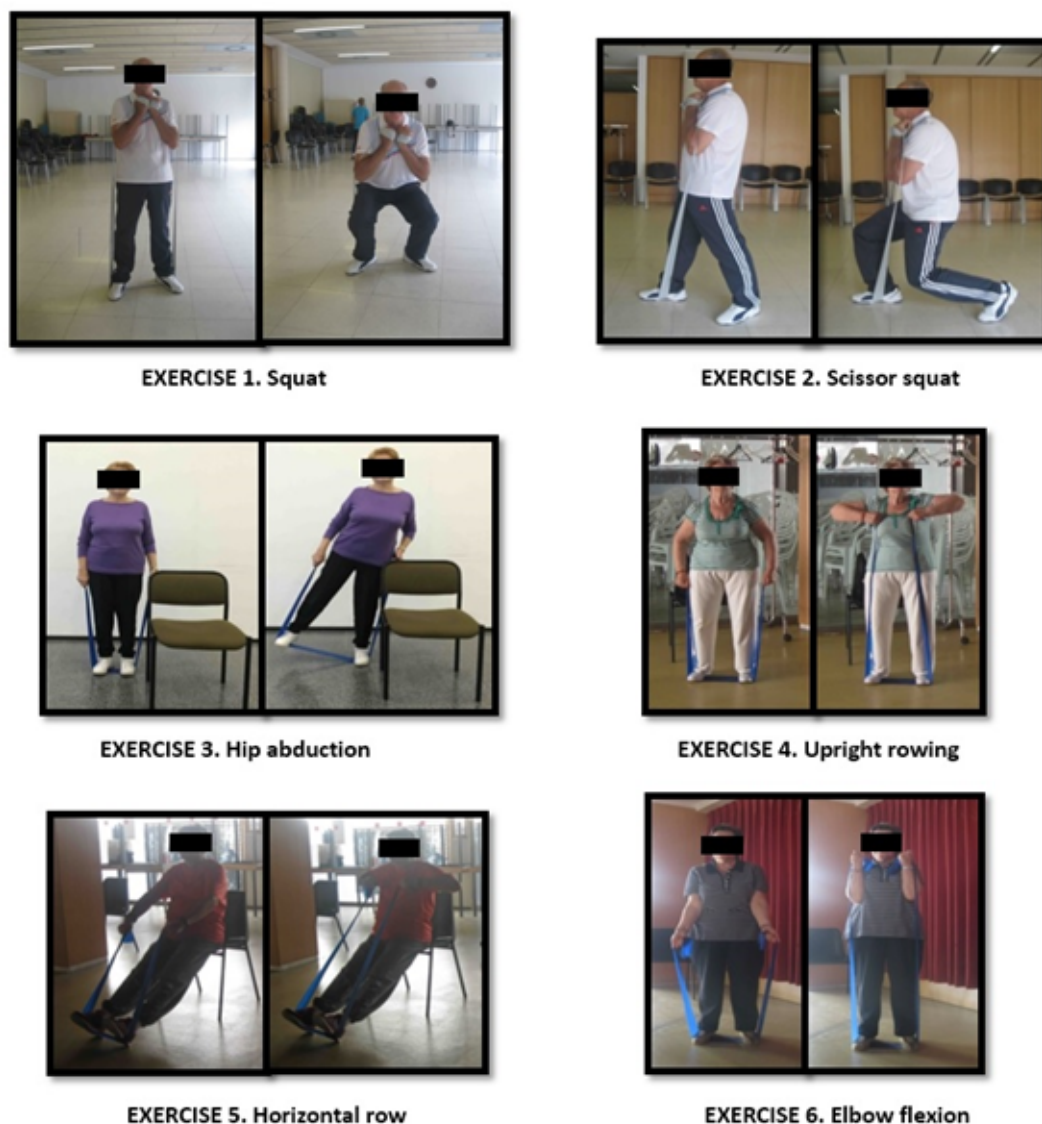 EXERCISE 1. Squat
EXERCISE 2. Scissor squat
EXERCISE 3. Hip abduction
EXERCISE 4. Upright rowing
EXERCISE 5. Horizontal row
EXERCISE 6. Elbow flexion